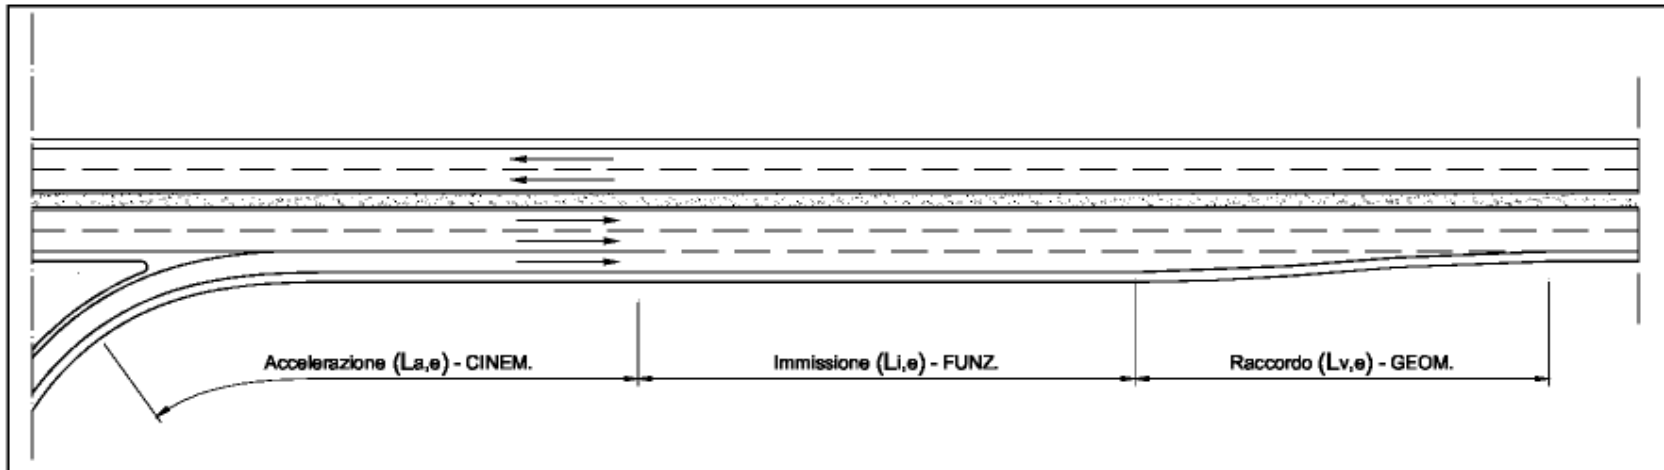 Accelerazione (La,e) - CINEM.
Immissione (Li,e) - FUNZ.
Raccordo (Lv,e) - GEOM.